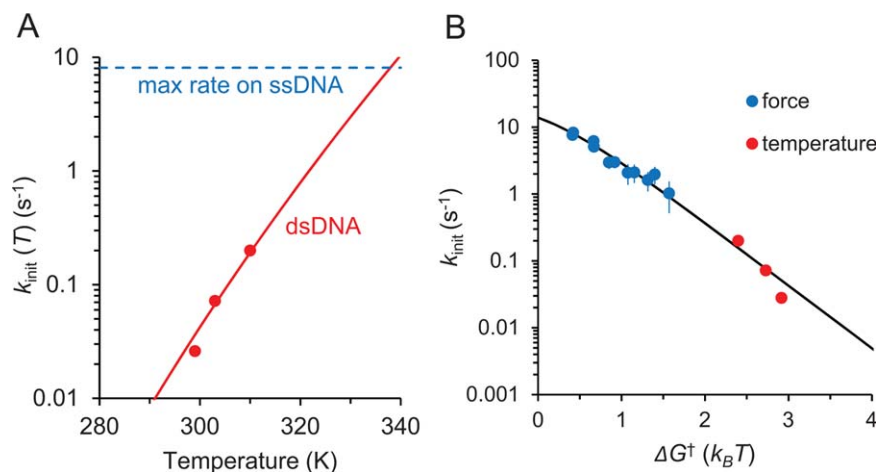 A
k_init (T) (s⁻¹)
10
1
0.1
0.01
max rate on ssDNA
dsDNA
280
300
320
340
Temperature (K)
B
k_init (s⁻¹)
100
10
1
0.1
0.01
0.001
force
temperature
0
1
2
3
4
ΔG† (k_BT)